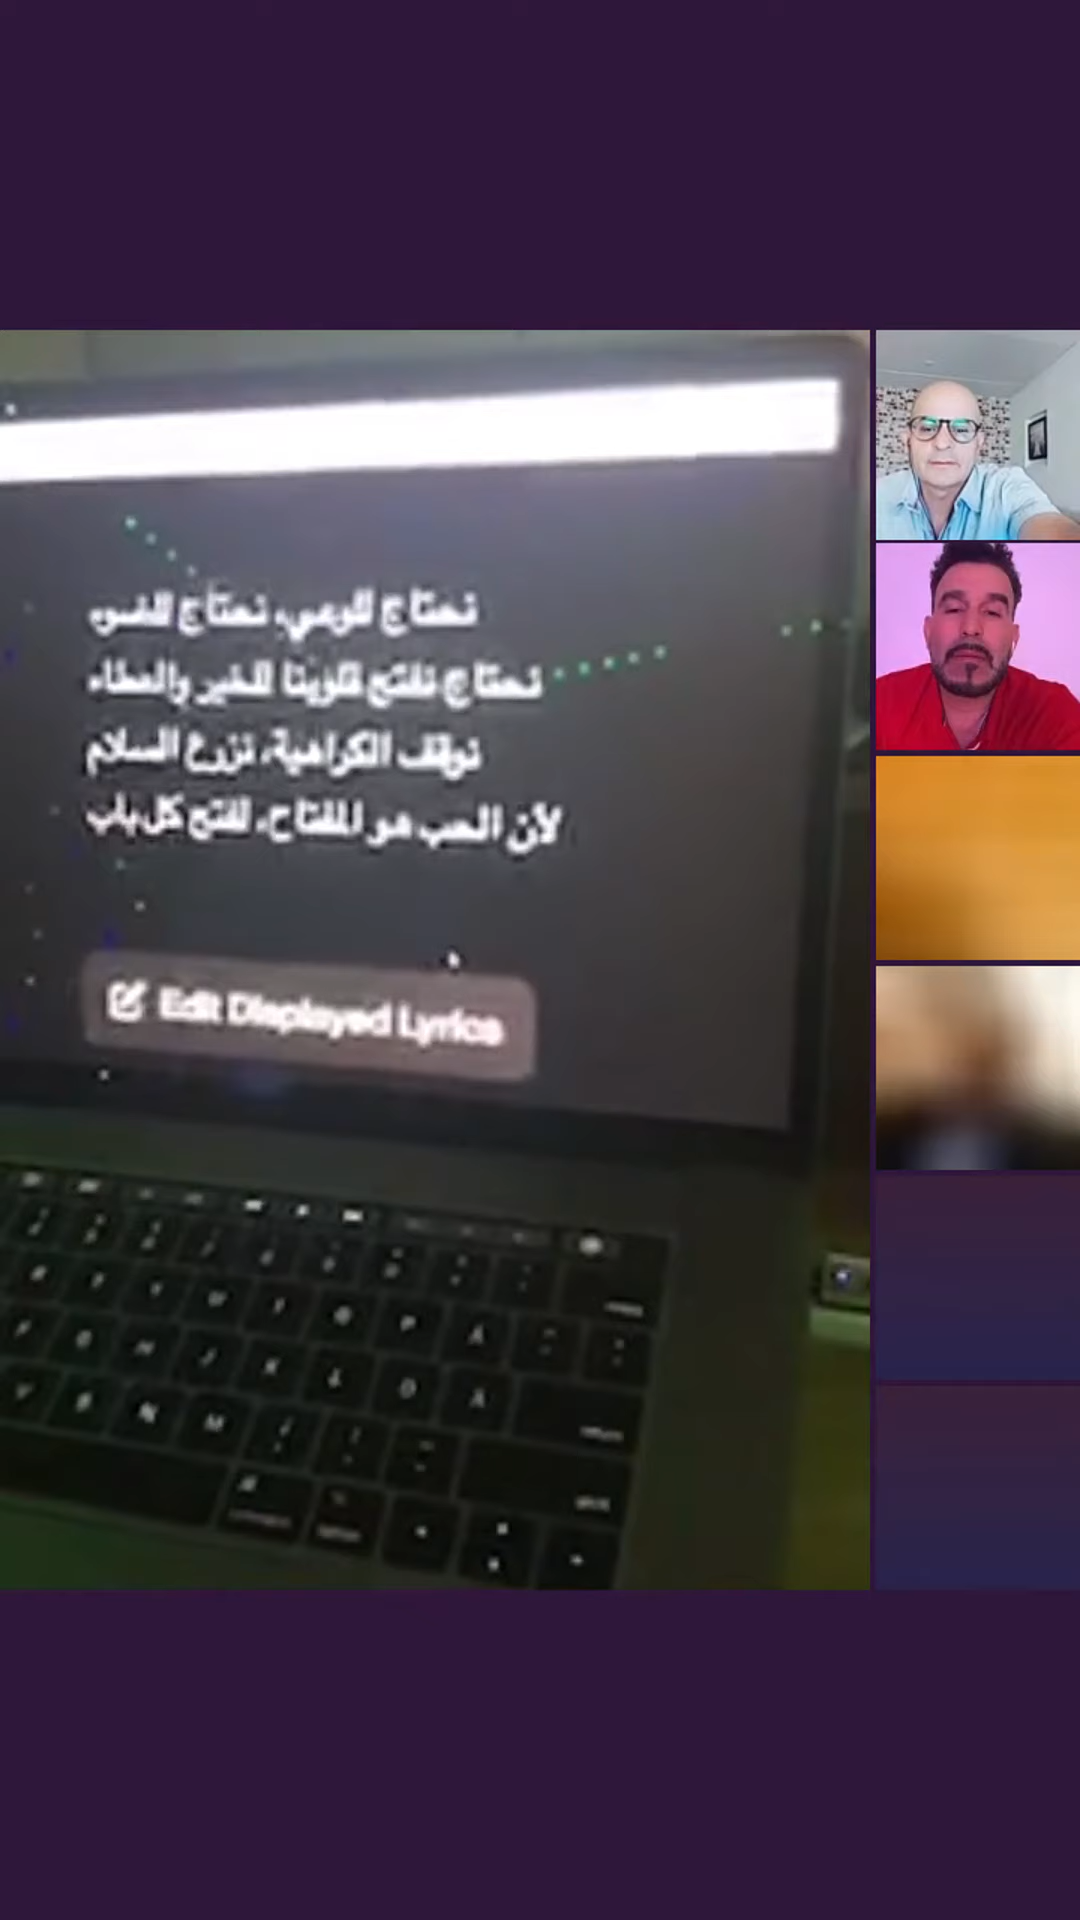 نحتاج للوعي، نحتاج للضوء
نحتاج نفتح قلوبنا للخير والعطاء
نوقف الكراهية، نزرع السلام
لأن الحب هو المفتاح، لفتح كل باب
Edit Displayed Lyrics